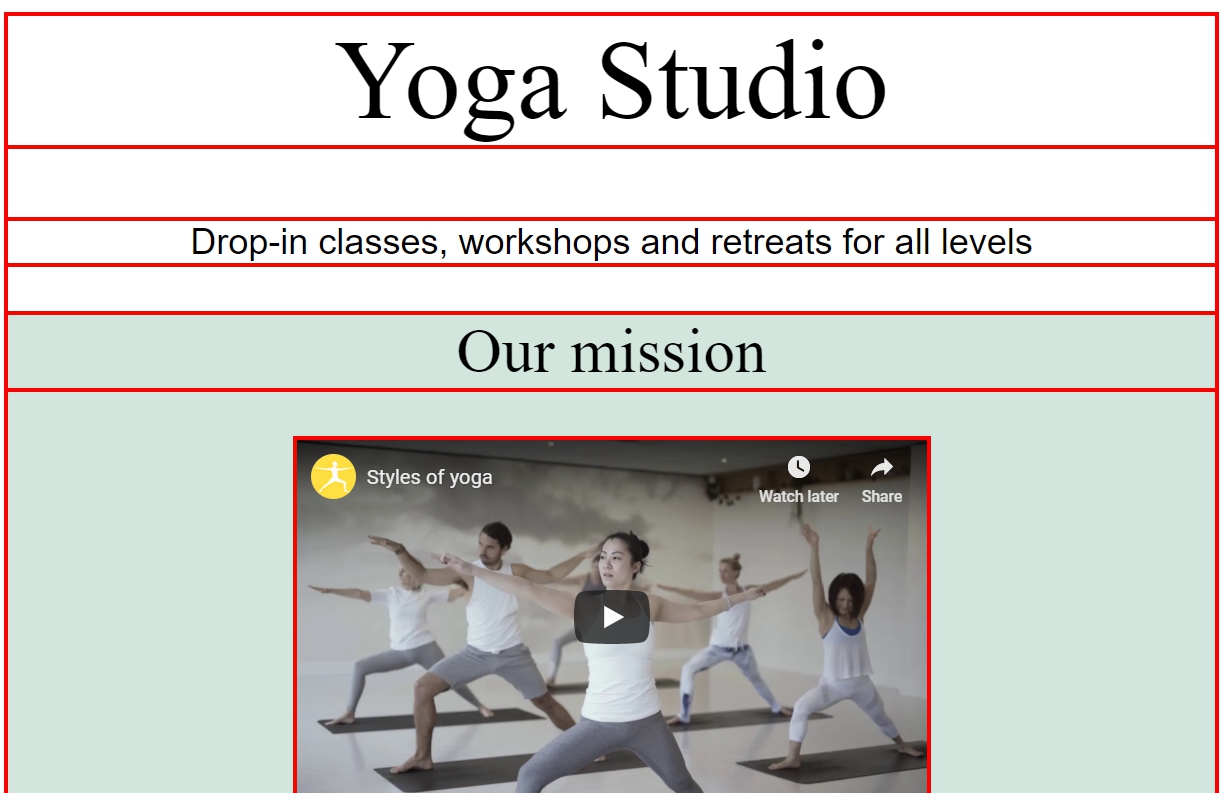 Yoga Studio
Drop-in classes, workshops and retreats for all levels
Our mission
Styles of yoga
Watch later
Share